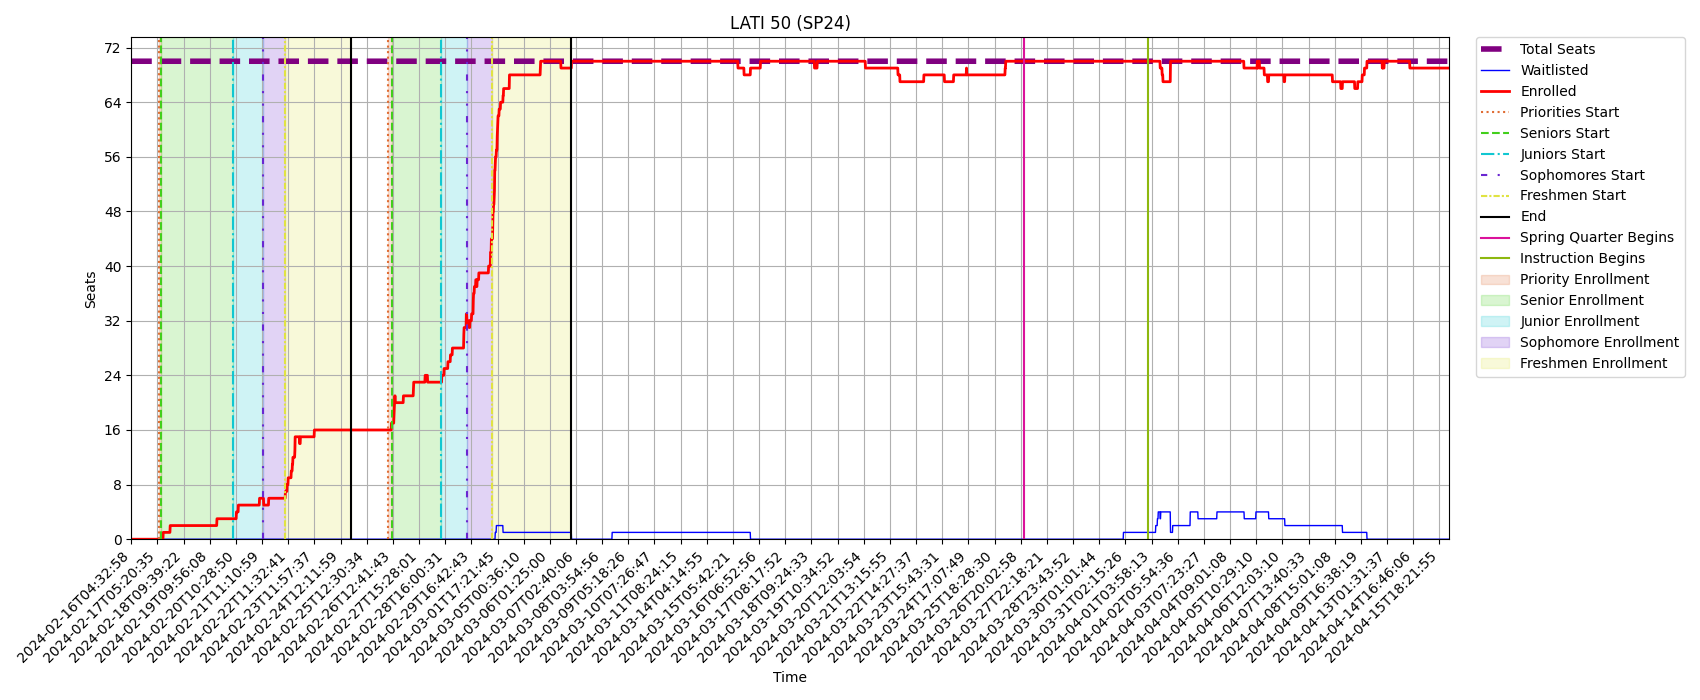 LATI 50 (SP24)
Seats
72
64
56
48
40
32
24
16
8
0
2024-02-16T04:32:58
2024-02-17T05:20:35
2024-02-18T09:39:22
2024-02-19T09:56:08
2024-02-20T10:28:50
2024-02-21T11:10:59
2024-02-22T11:32:41
2024-02-23T11:57:37
2024-02-24T12:11:59
2024-02-25T12:30:34
2024-02-26T12:41:43
2024-02-27T15:28:01
2024-02-28T16:00:31
2024-02-29T16:42:43
2024-03-01T17:21:45
2024-03-05T00:36:10
2024-03-06T01:25:00
2024-03-07T02:40:06
2024-03-08T03:54:56
2024-03-09T05:18:26
2024-03-10T07:26:47
2024-03-11T08:24:15
2024-03-14T04:14:55
2024-03-15T05:42:21
2024-03-16T06:52:56
2024-03-17T08:17:52
2024-03-18T09:24:33
2024-03-19T10:34:52
2024-03-20T12:03:54
2024-03-21T13:15:55
2024-03-22T14:27:37
2024-03-23T15:43:31
2024-03-24T17:07:49
2024-03-25T18:28:30
2024-03-26T20:02:58
2024-03-27T22:18:21
2024-03-28T23:43:52
2024-03-30T01:01:44
2024-03-31T02:15:26
2024-04-01T03:58:13
2024-04-02T05:54:36
2024-04-03T07:23:27
2024-04-04T09:01:08
2024-04-05T10:29:10
2024-04-06T12:03:10
2024-04-07T13:40:33
2024-04-08T15:01:08
2024-04-09T16:38:19
2024-04-13T01:31:37
2024-04-14T16:46:06
2024-04-15T18:21:55
Time
Total Seats
Waitlisted
Enrolled
Priorities Start
Seniors Start
Juniors Start
Sophomores Start
Freshmen Start
End
Spring Quarter Begins
Instruction Begins
Priority Enrollment
Senior Enrollment
Junior Enrollment
Sophomore Enrollment
Freshmen Enrollment